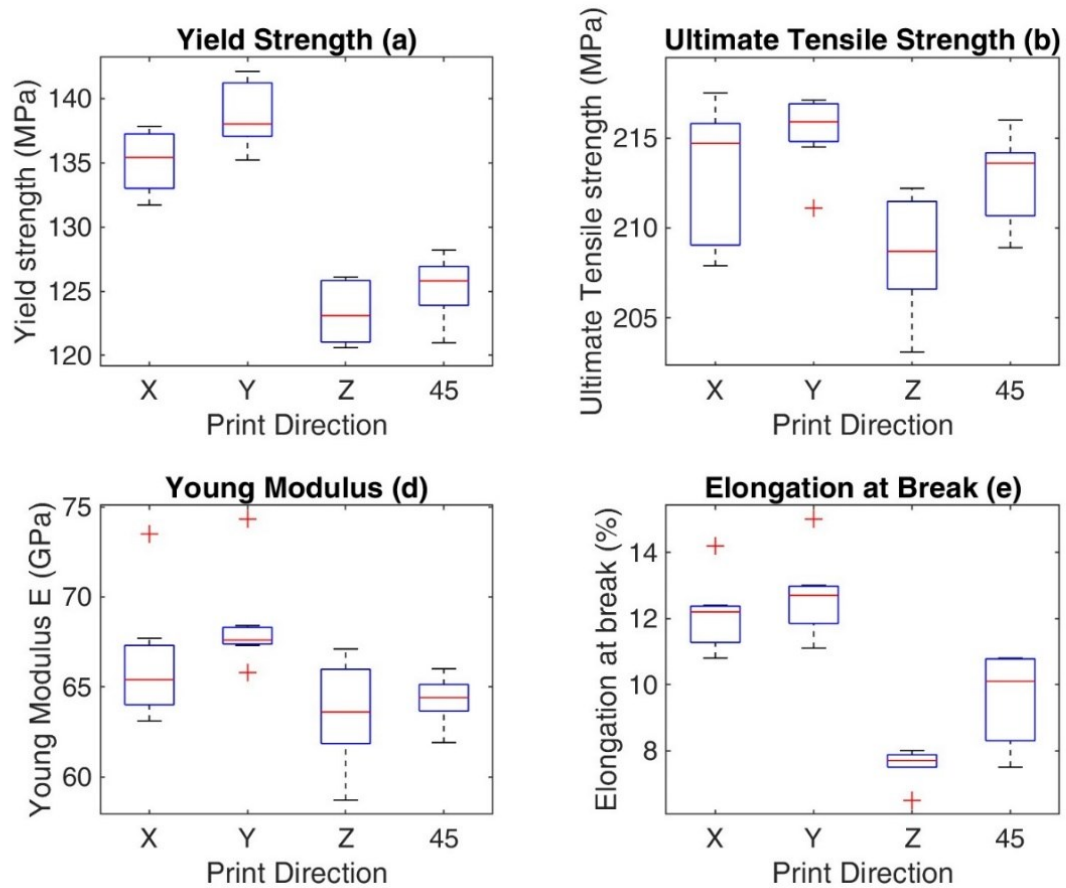 Yield Strength (a)
Yield strength (MPa)
140
135
130
125
120
X Y Z 45
Print Direction
Ultimate Tensile Strength (b)
Ultimate Tensile strength (MPa)
215
210
205
X Y Z 45
Print Direction
Young Modulus (d)
Young Modulus E (GPa)
75
70
65
60
X Y Z 45
Print Direction
Elongation at Break (e)
Elongation at break (%)
14
12
10
8
X Y Z 45
Print Direction